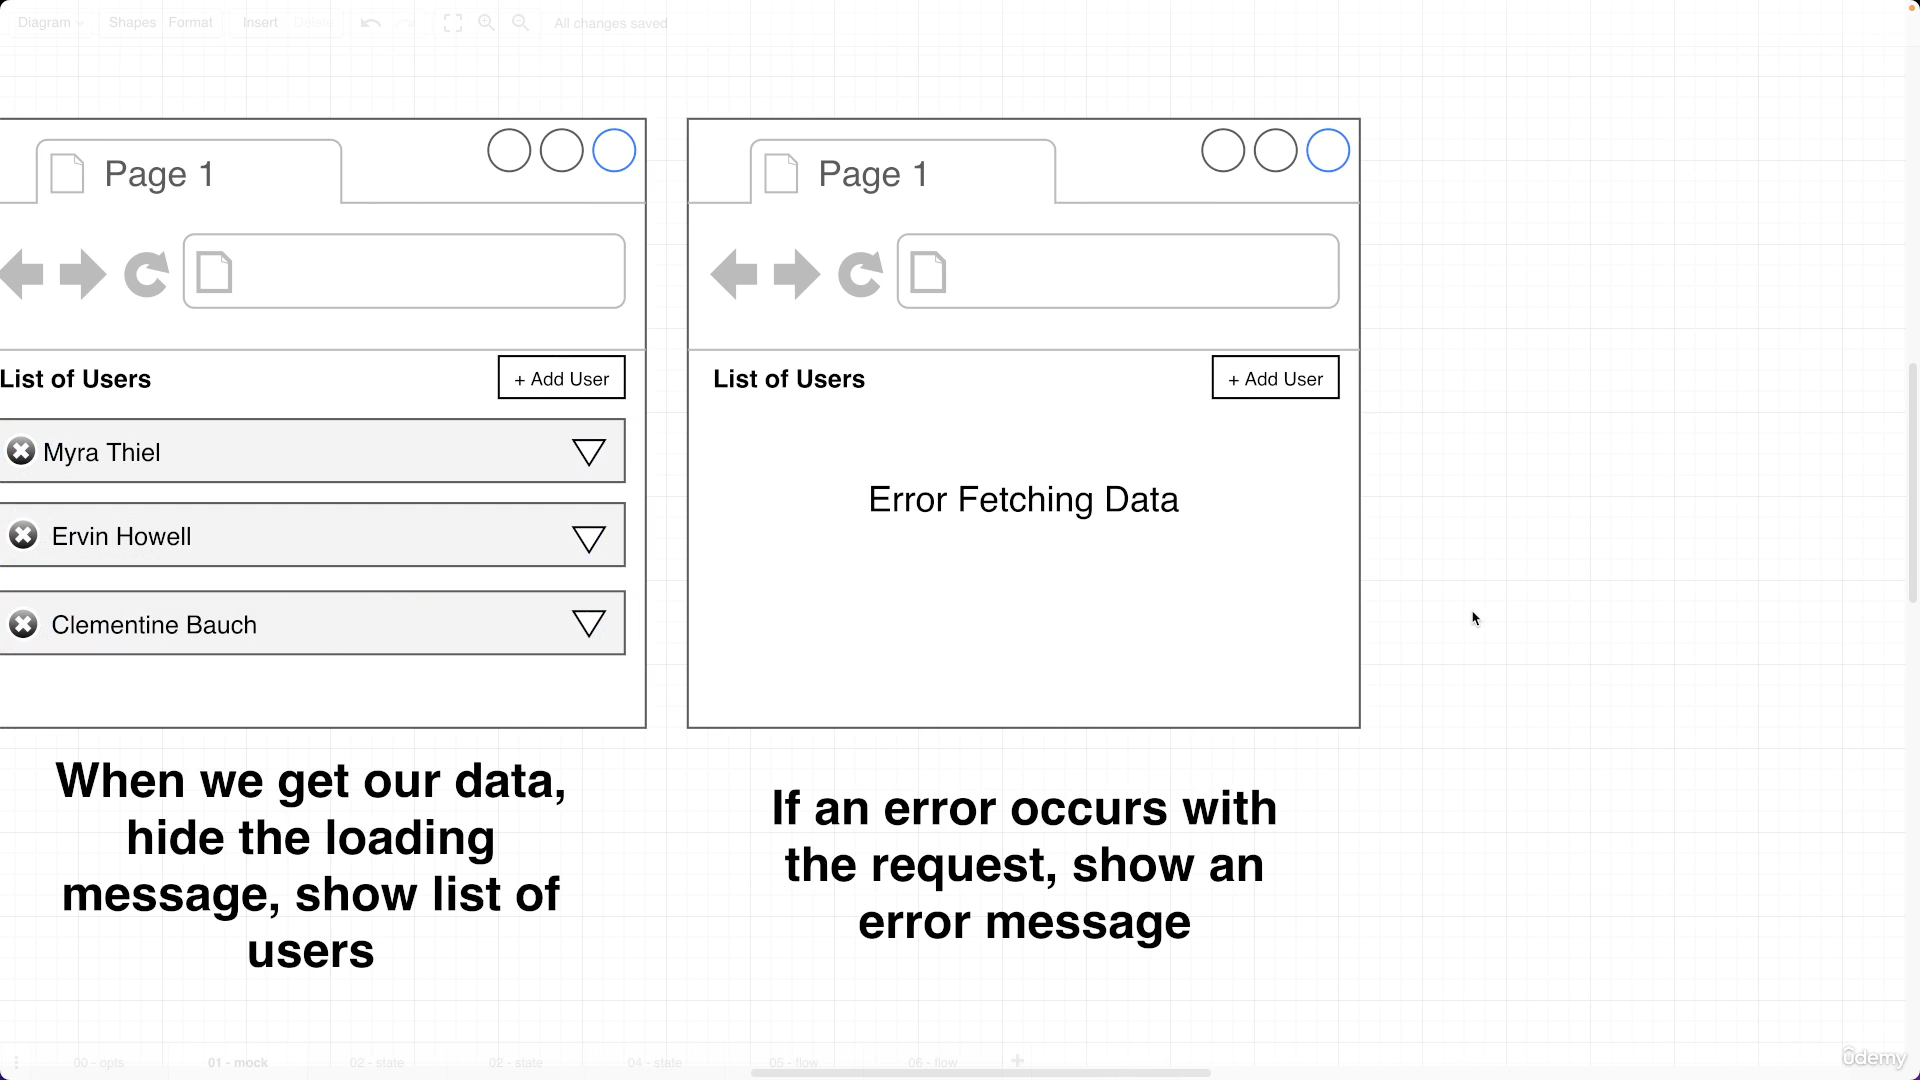 Diagram Shapes Format Insert Delete All changes saved
Page 1
List of Users
+ Add User
Myra Thiel
Ervin Howell
Clementine Bauch
When we get our data,
hide the loading
message, show list of
users
Page 1
List of Users
+ Add User
Error Fetching Data
If an error occurs with
the request, show an
error message
00 - opts 01 - mock 02 - state 02 - state 04 - state 05 - flow 06 - flow
ûdemy